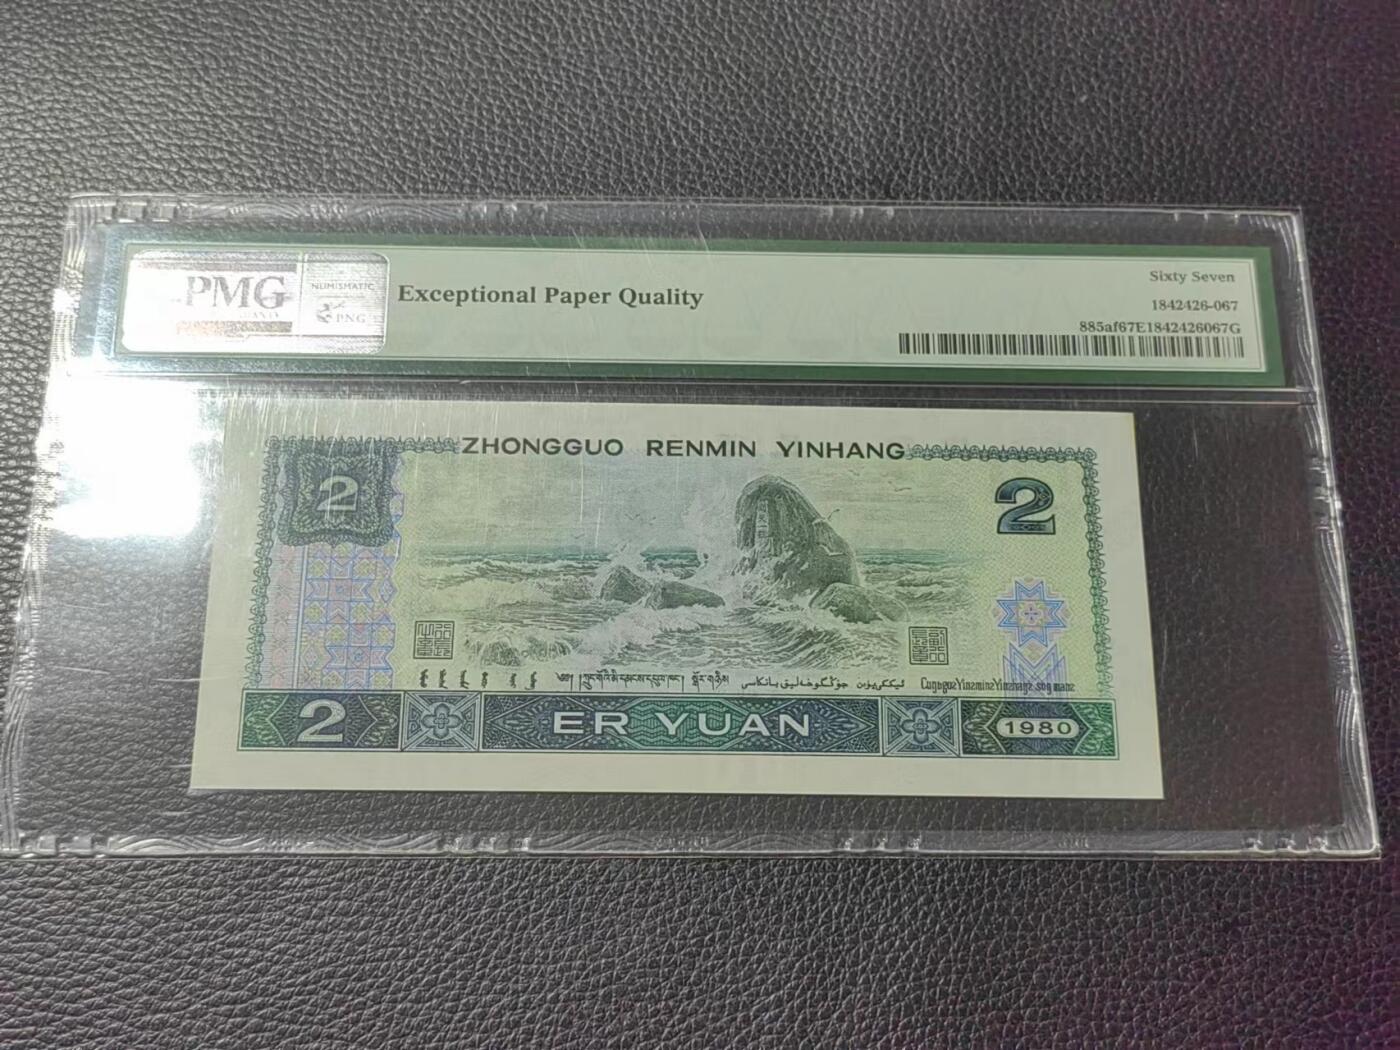 PMG
NUMISMATIC
PNG
Exceptional Paper Quality
Sixty Seven
1842426-067
885af67E1842426067G
ZHONGGUO RENMIN YINHANG
2
2
2
ER YUAN
1980